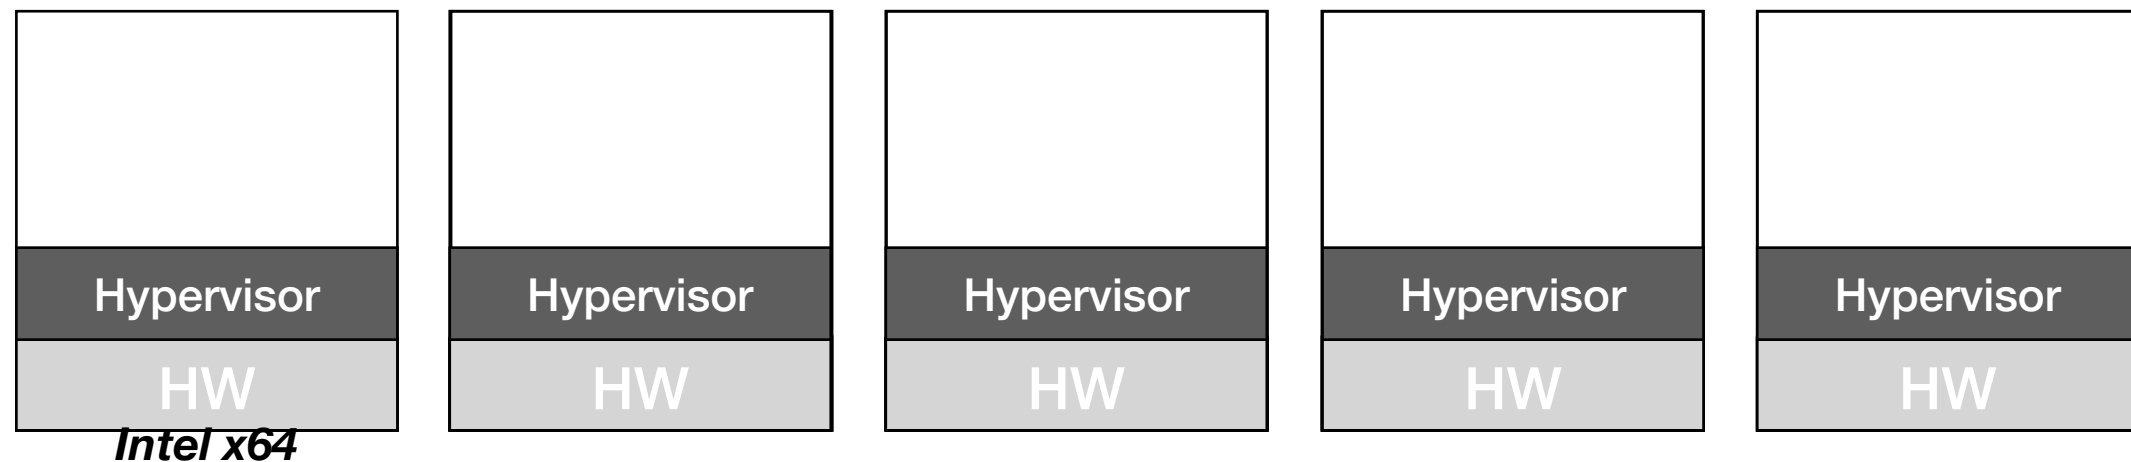 Hypervisor Hypervisor Hypervisor Hypervisor Hypervisor
HW HW HW HW HW
Intel x64